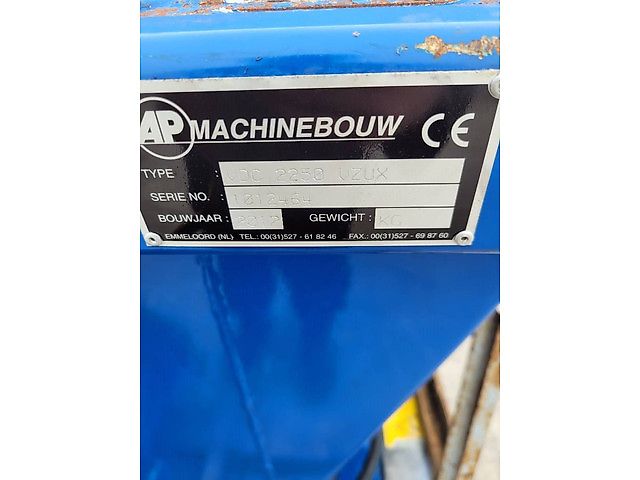 AP MACHINEBOUW CE
TYPE : VDC 2250 VZUX
SERIE NO. : 1012464
BOUWJAAR : 2012 GEWICHT : KG
EMMELOORD (NL) TEL.: 00(31)527 - 61 82 46 FAX.: 00(31)527 - 69 87 60